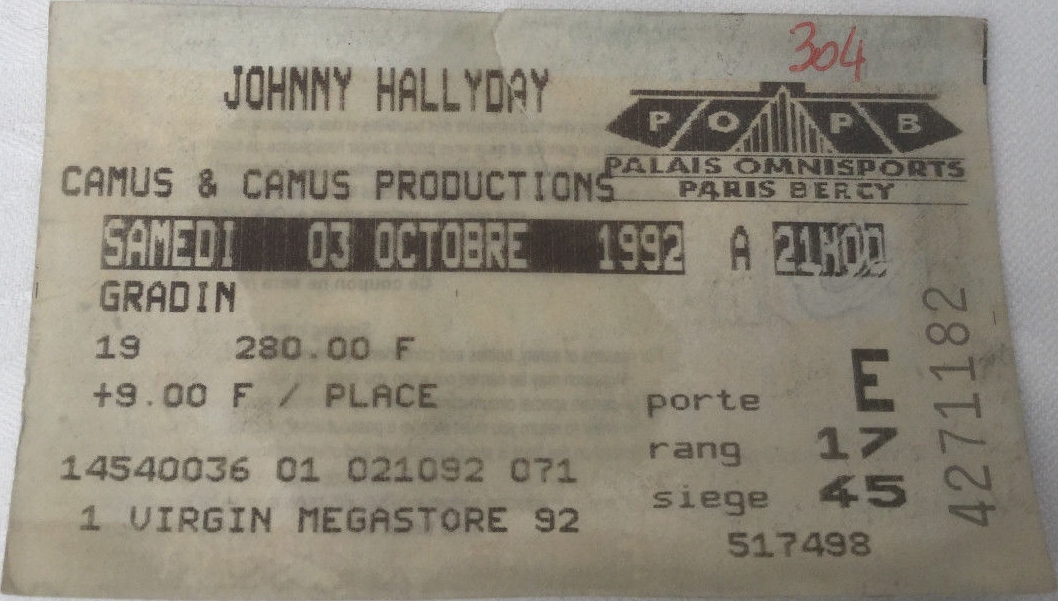 304
JOHNNY HALLYDAY
P O P B
PALAIS OMNISPORTS
PARIS BERCY
CAMUS & CAMUS PRODUCTIONS
SAMEDI 03 OCTOBRE 1992 A 21H00
GRADIN
19 280.00 F
+9.00 F / PLACE
porte E
rang 17
siege 45
14540036 01 021092 071
1 VIRGIN MEGASTORE 92
517498
4271182